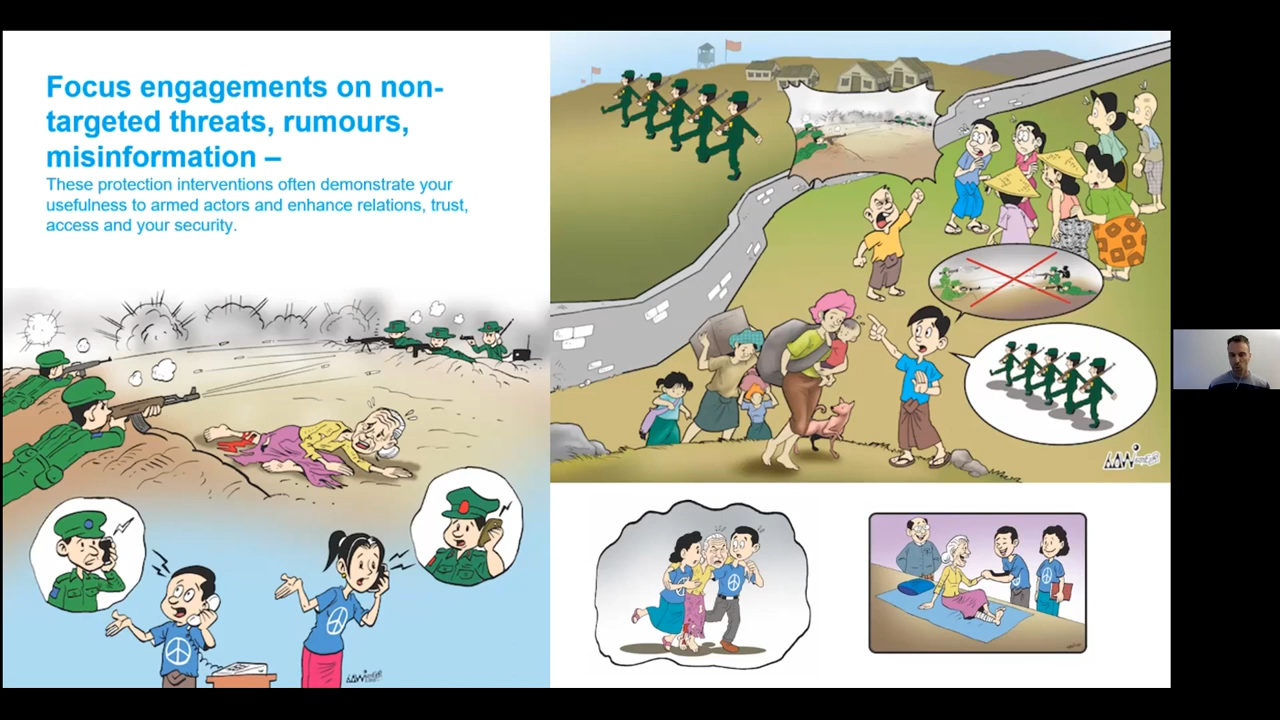 Focus engagements on non-
targeted threats, rumours,
misinformation –
These protection interventions often demonstrate your
usefulness to armed actors and enhance relations, trust,
access and your security.